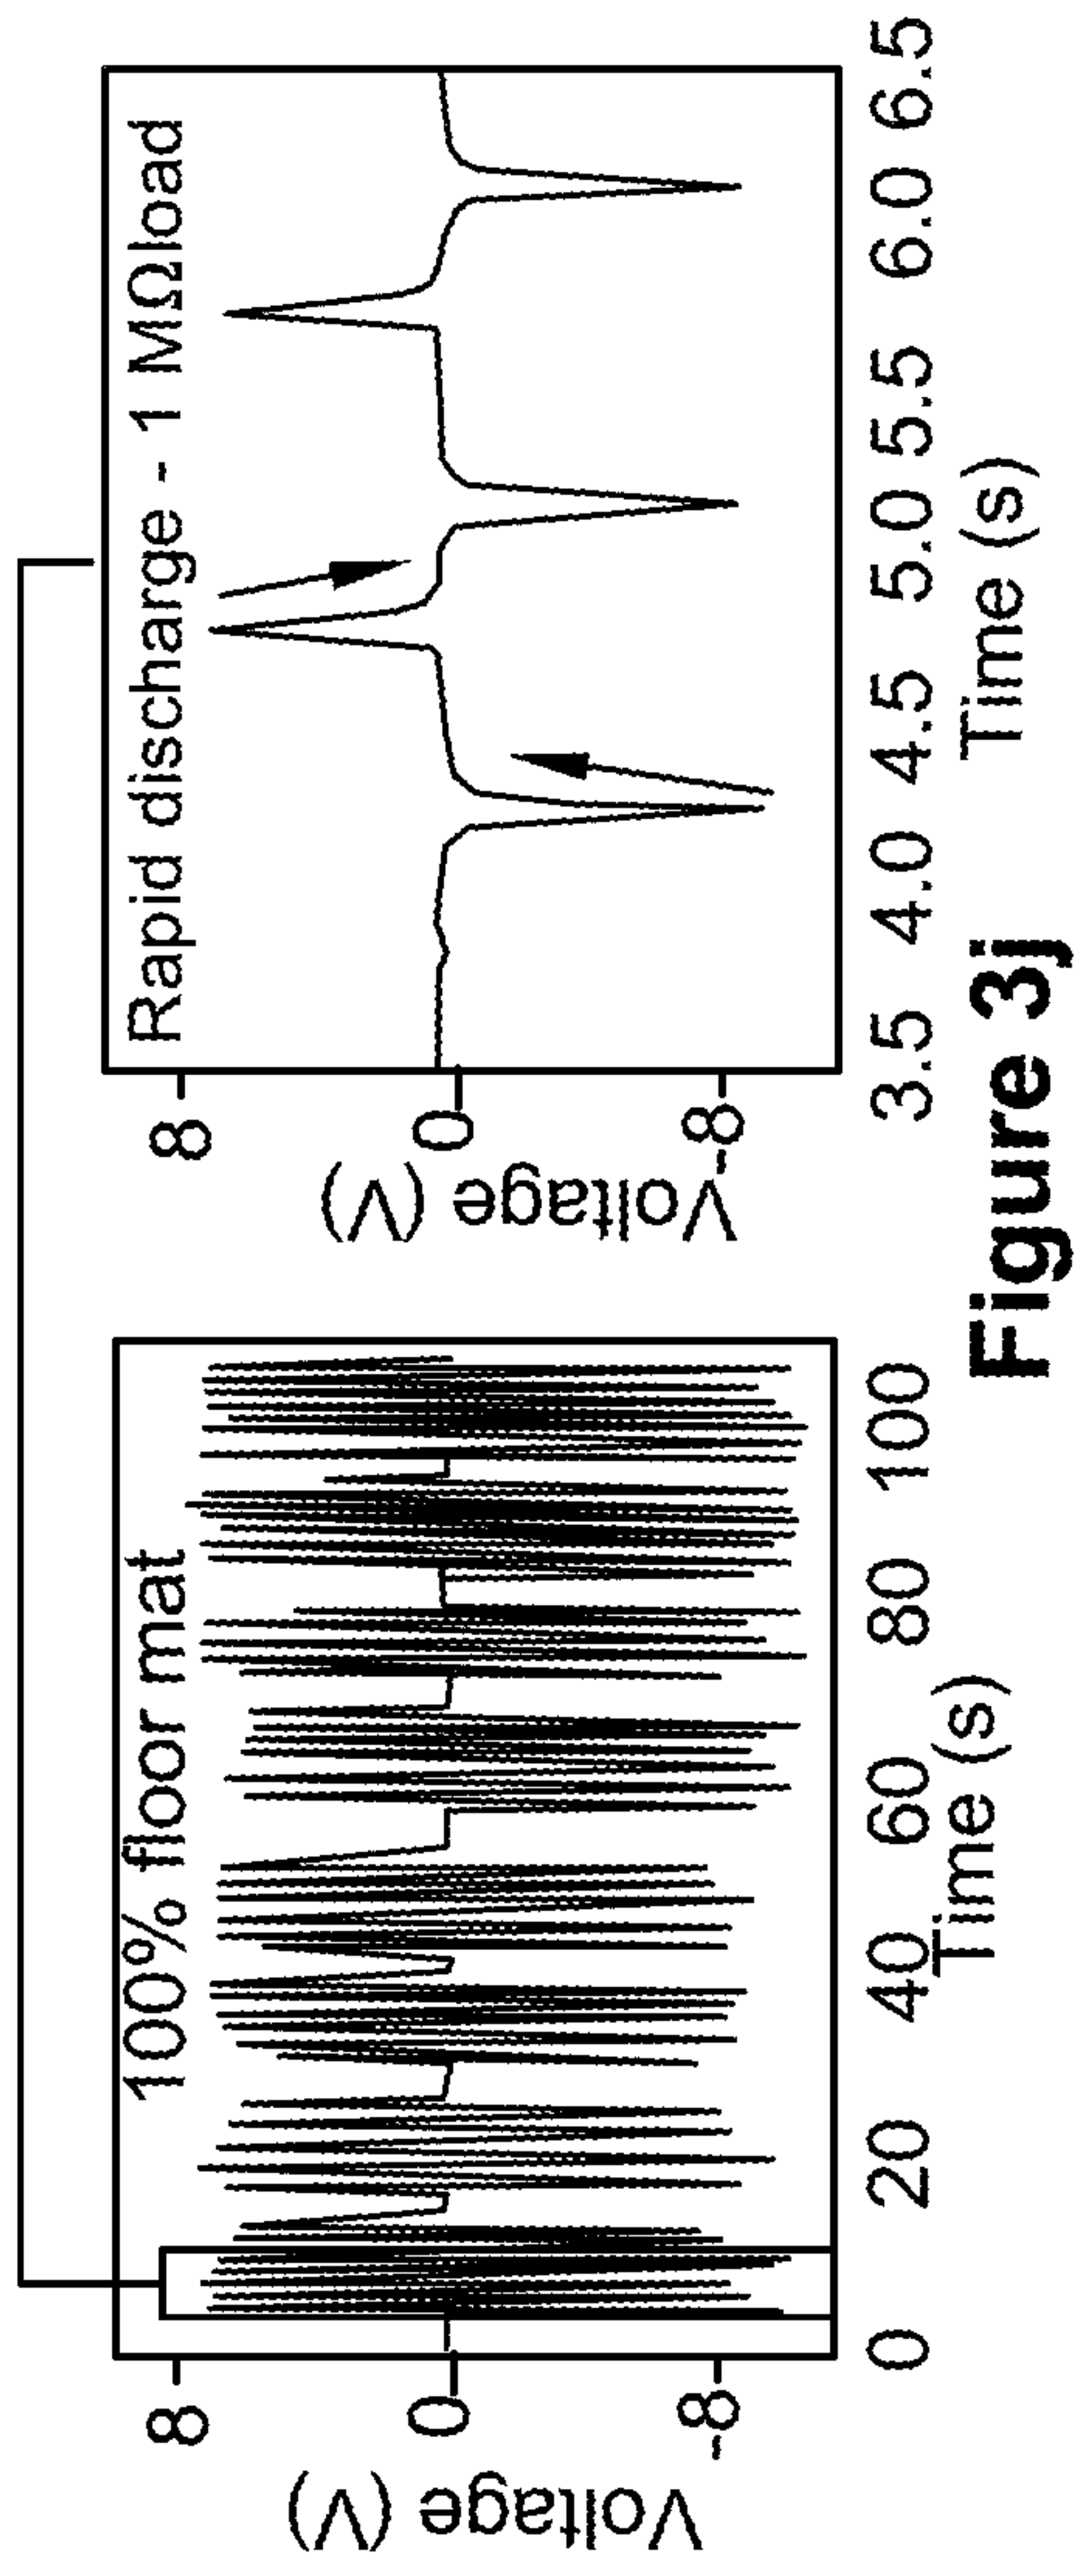 100% floor mat
Voltage (V)
8
0
-8
0 20 40 60 80 100
Time (s)
Rapid discharge - 1 MΩ load
Voltage (V)
8
0
-8
3.5 4.0 4.5 5.0 5.5 6.0 6.5
Time (s)
Figure 3j